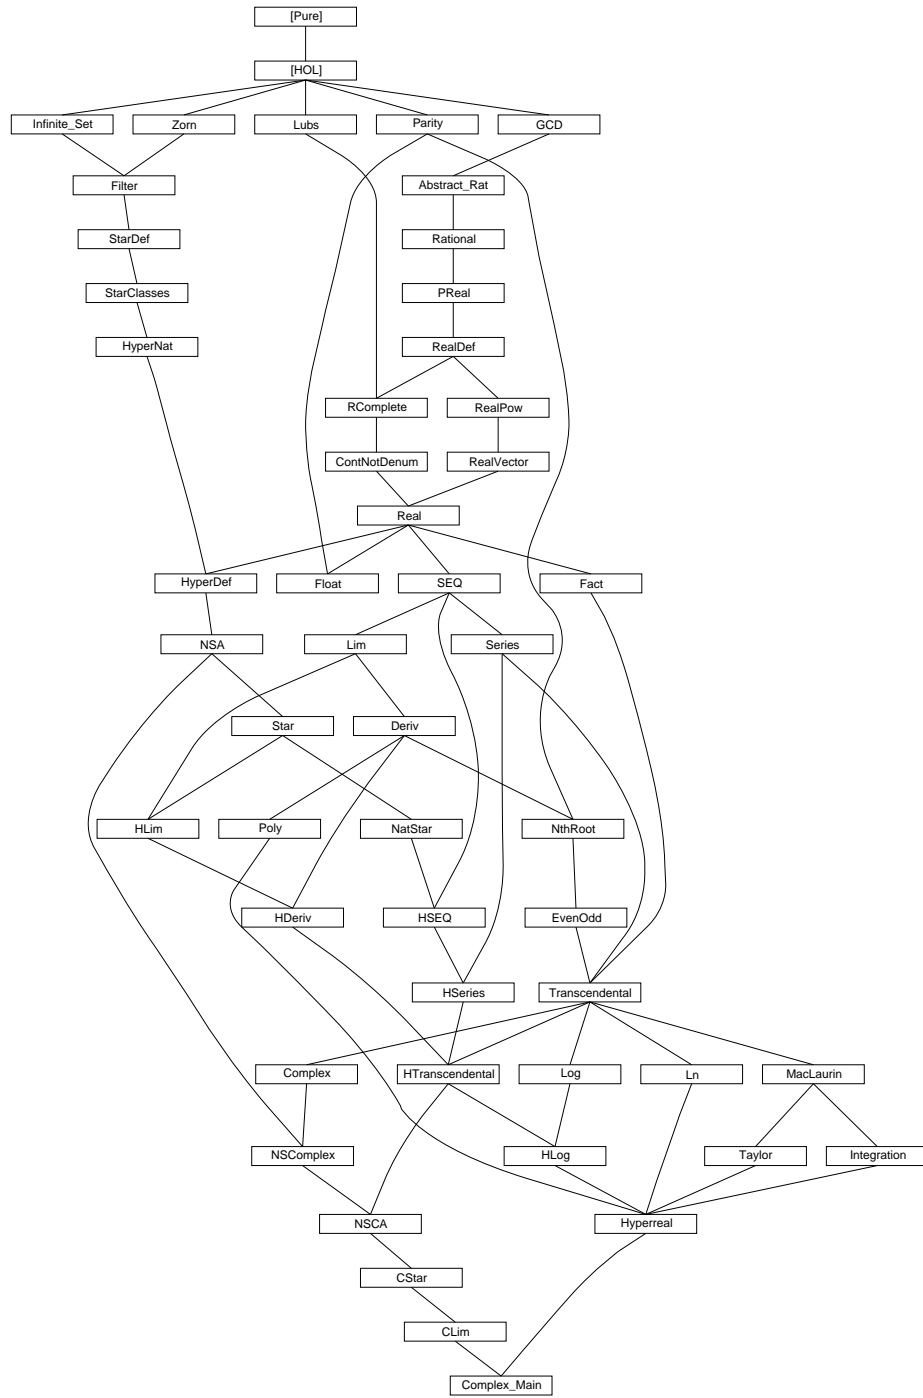 [Pure]
[HOL]
Infinite_Set
Zorn
Lubs
Parity
GCD
Filter
Abstract_Rat
StarDef
Rational
StarClasses
PReal
HyperNat
RealDef
RComplete
RealPow
ContNotDenum
RealVector
Real
HyperDef
Float
SEQ
Fact
NSA
Lim
Series
Star
Deriv
HLim
Poly
NatStar
NthRoot
HDeriv
HSEQ
EvenOdd
HSeries
Transcendental
Complex
HTranscendental
Log
Ln
MacLaurin
NSComplex
HLog
Taylor
Integration
NSCA
Hyperreal
CStar
CLim
Complex_Main